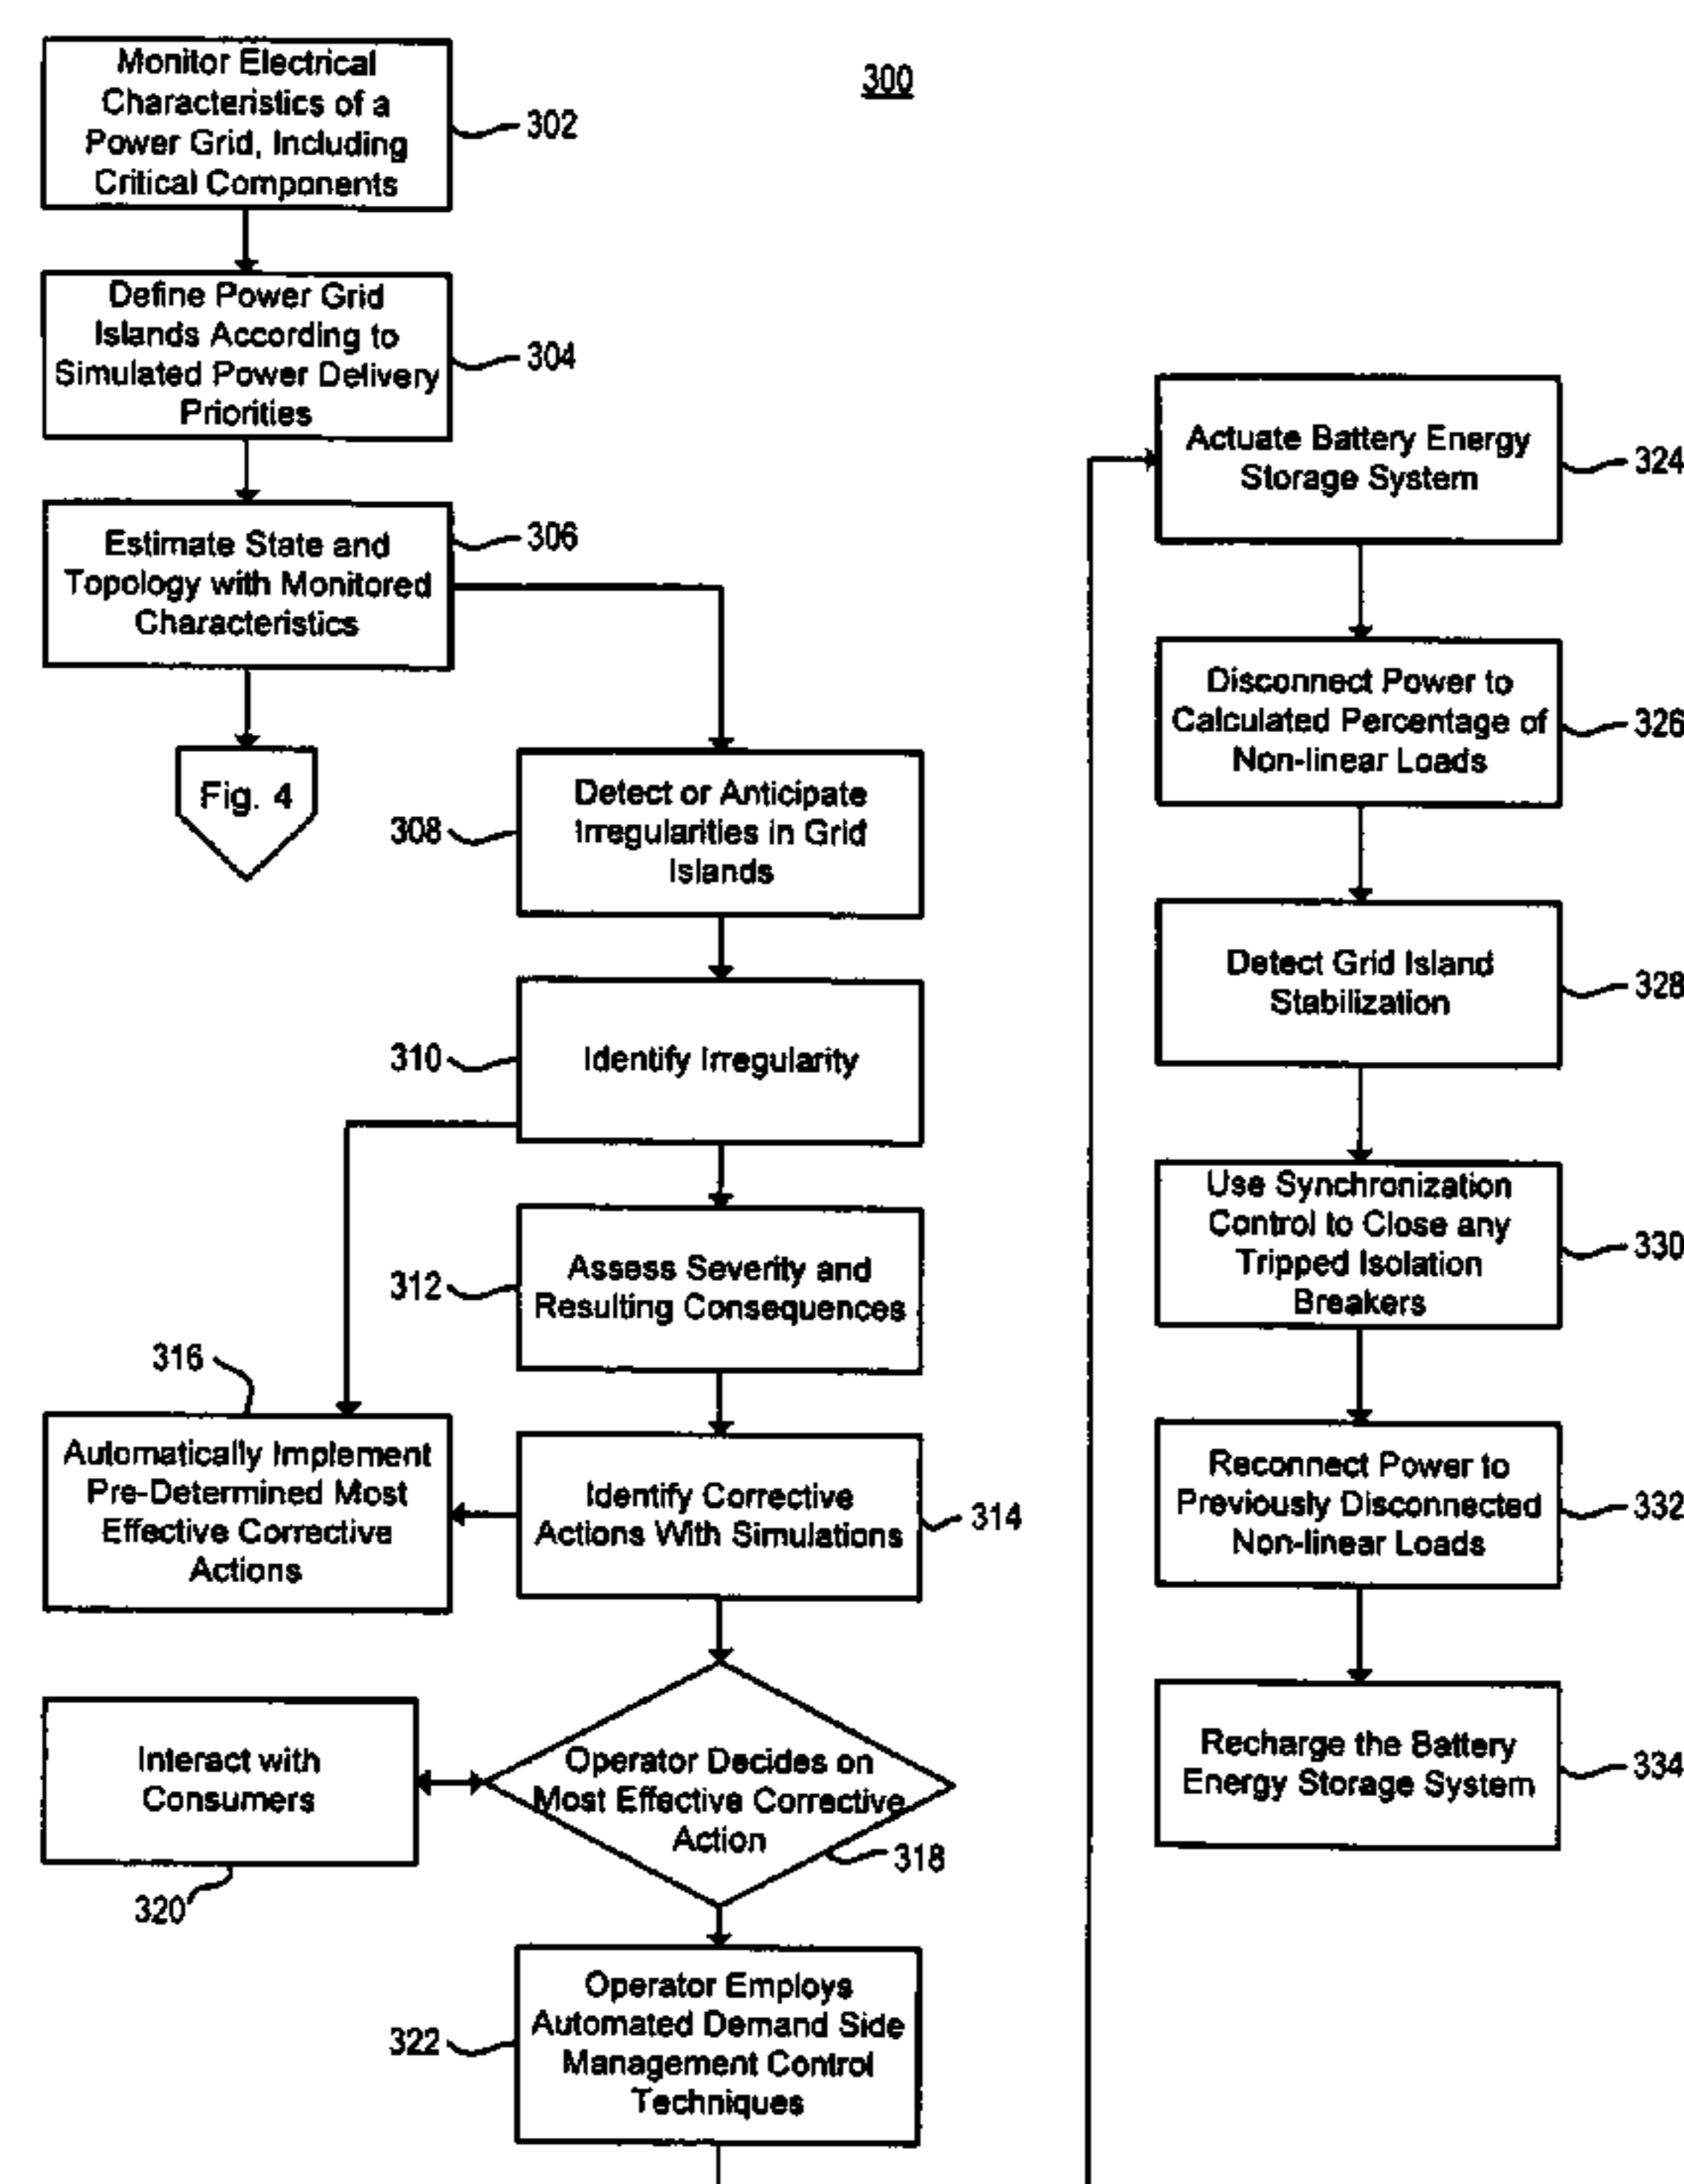 300
Monitor Electrical
Characteristics of a
Power Grid, Including
Critical Components
302
Define Power Grid
Islands According to
Simulated Power Delivery
Priorities
304
Estimate State and
Topology with Monitored
Characteristics
306
Fig. 4
Detect or Anticipate
Irregularities in Grid
Islands
308
Identify Irregularity
310
Assess Severity and
Resulting Consequences
312
Identify Corrective
Actions With Simulations
314
316
Automatically Implement
Pre-Determined Most
Effective Corrective
Actions
Operator Decides on
Most Effective Corrective
Action
318
Interact with
Consumers
320
Operator Employs
Automated Demand Side
Management Control
Techniques
322
Actuate Battery Energy
Storage System
324
Disconnect Power to
Calculated Percentage of
Non-linear Loads
326
Detect Grid Island
Stabilization
328
Use Synchronization
Control to Close any
Tripped Isolation
Breakers
330
Reconnect Power to
Previously Disconnected
Non-linear Loads
332
Recharge the Battery
Energy Storage System
334